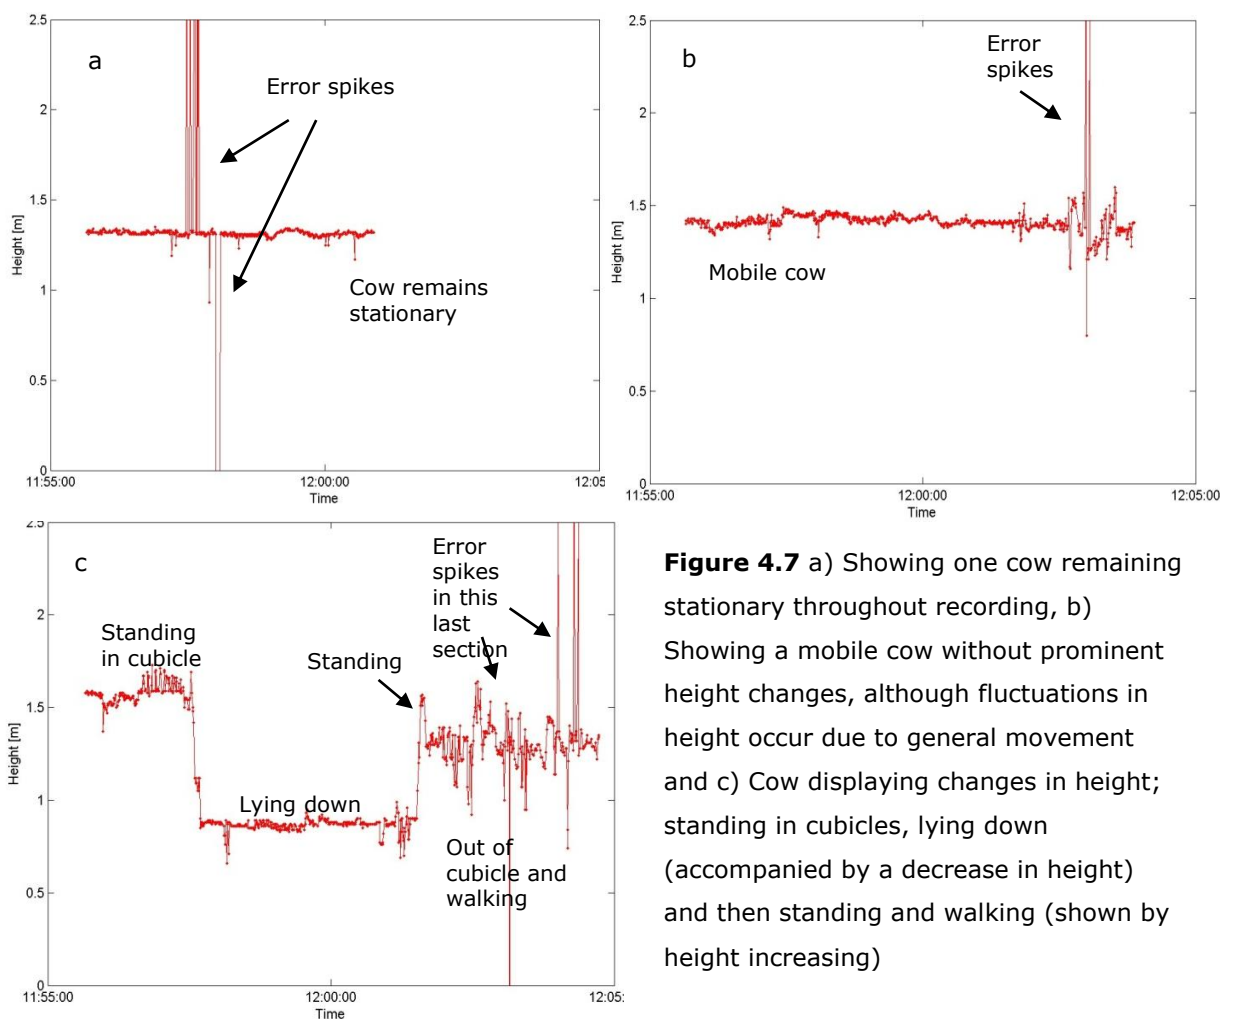 2.5
a
Error spikes
2
1.5
Height [m]
1
Cow remains
stationary
0.5
0
11:55:00
12:00:00
12:05
Time
2.5
b
Error
spikes
2
1.5
Height [m]
Mobile cow
1
0.5
0
11:55:00
12:00:00
12:05:00
Time
2.5
c
Error
spikes
in this
last
section
2
Standing
in cubicle
Standing
1.5
Height [m]
1
Lying down
Out of
cubicle and
walking
0.5
0
11:55:00
12:00:00
12:05:
Time
Figure 4.7 a) Showing one cow remaining
stationary throughout recording, b)
Showing a mobile cow without prominent
height changes, although fluctuations in
height occur due to general movement
and c) Cow displaying changes in height;
standing in cubicles, lying down
(accompanied by a decrease in height)
and then standing and walking (shown by
height increasing)